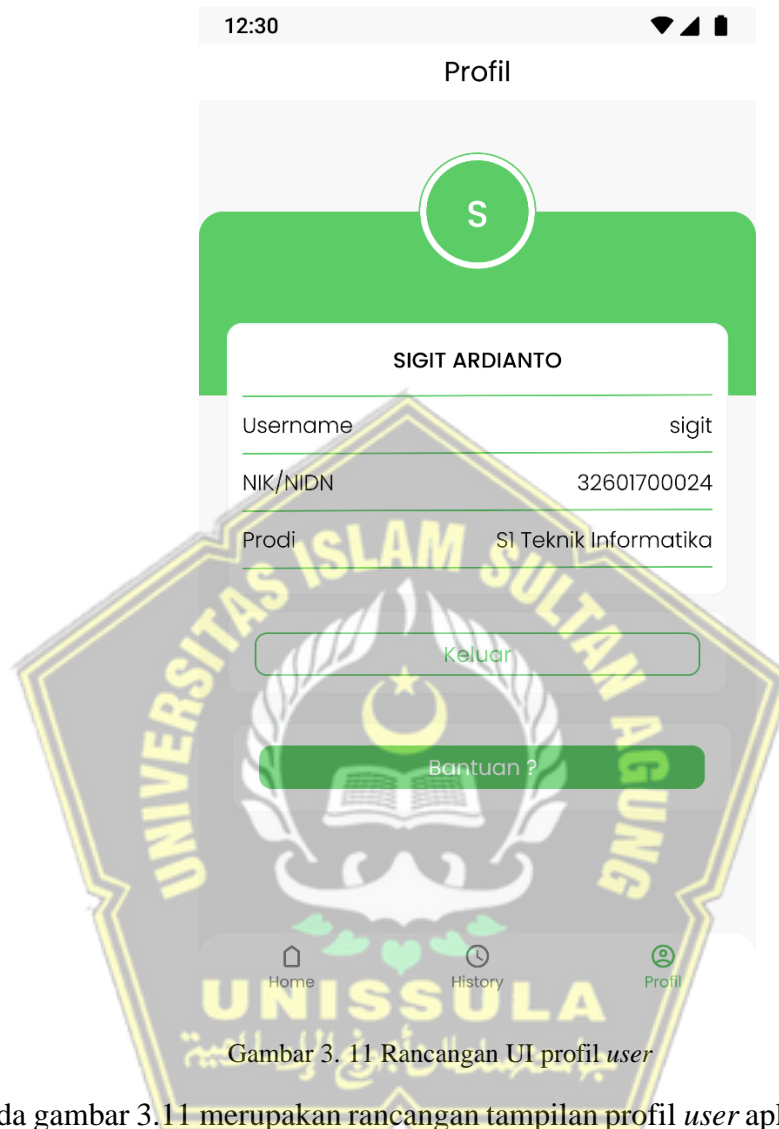 12:30
Profil
S
SIGIT ARDIANTO
Username sigit
NIK/NIDN 32601700024
Prodi S1 Teknik Informatika
Keluar
Bantuan ?
Home History Profil
UNIVERSITAS ISLAM SULTAN AGUNG
UNISSULA
Gambar 3. 11 Rancangan UI profil user
da gambar 3.11 merupakan rancangan tampilan profil user apl